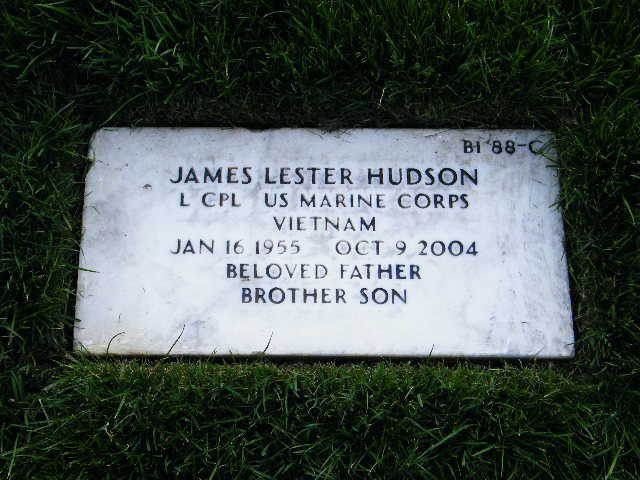 B1 88-C
JAMES LESTER HUDSON
L CPL US MARINE CORPS
VIETNAM
JAN 16 1955 OCT 9 2004
BELOVED FATHER
BROTHER SON